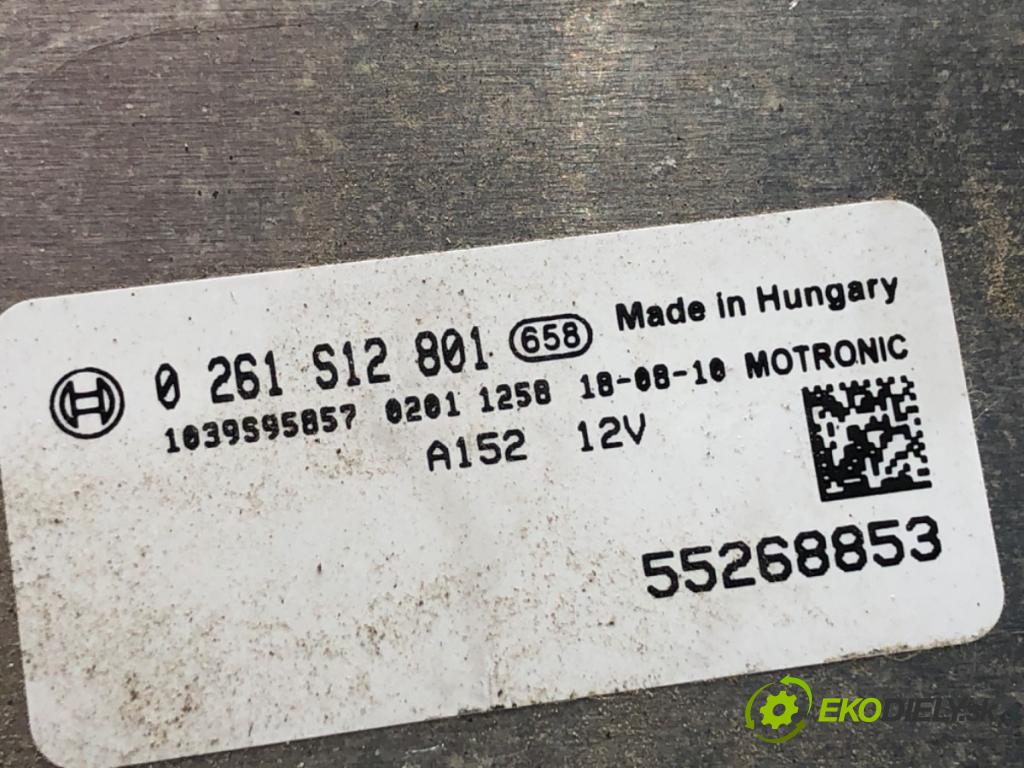 0 261 S12 801 658 Made in Hungary
1039S95857 0201 1258 18-08-10 MOTRONIC
A152 12V
55268853
EKODIELY.SK